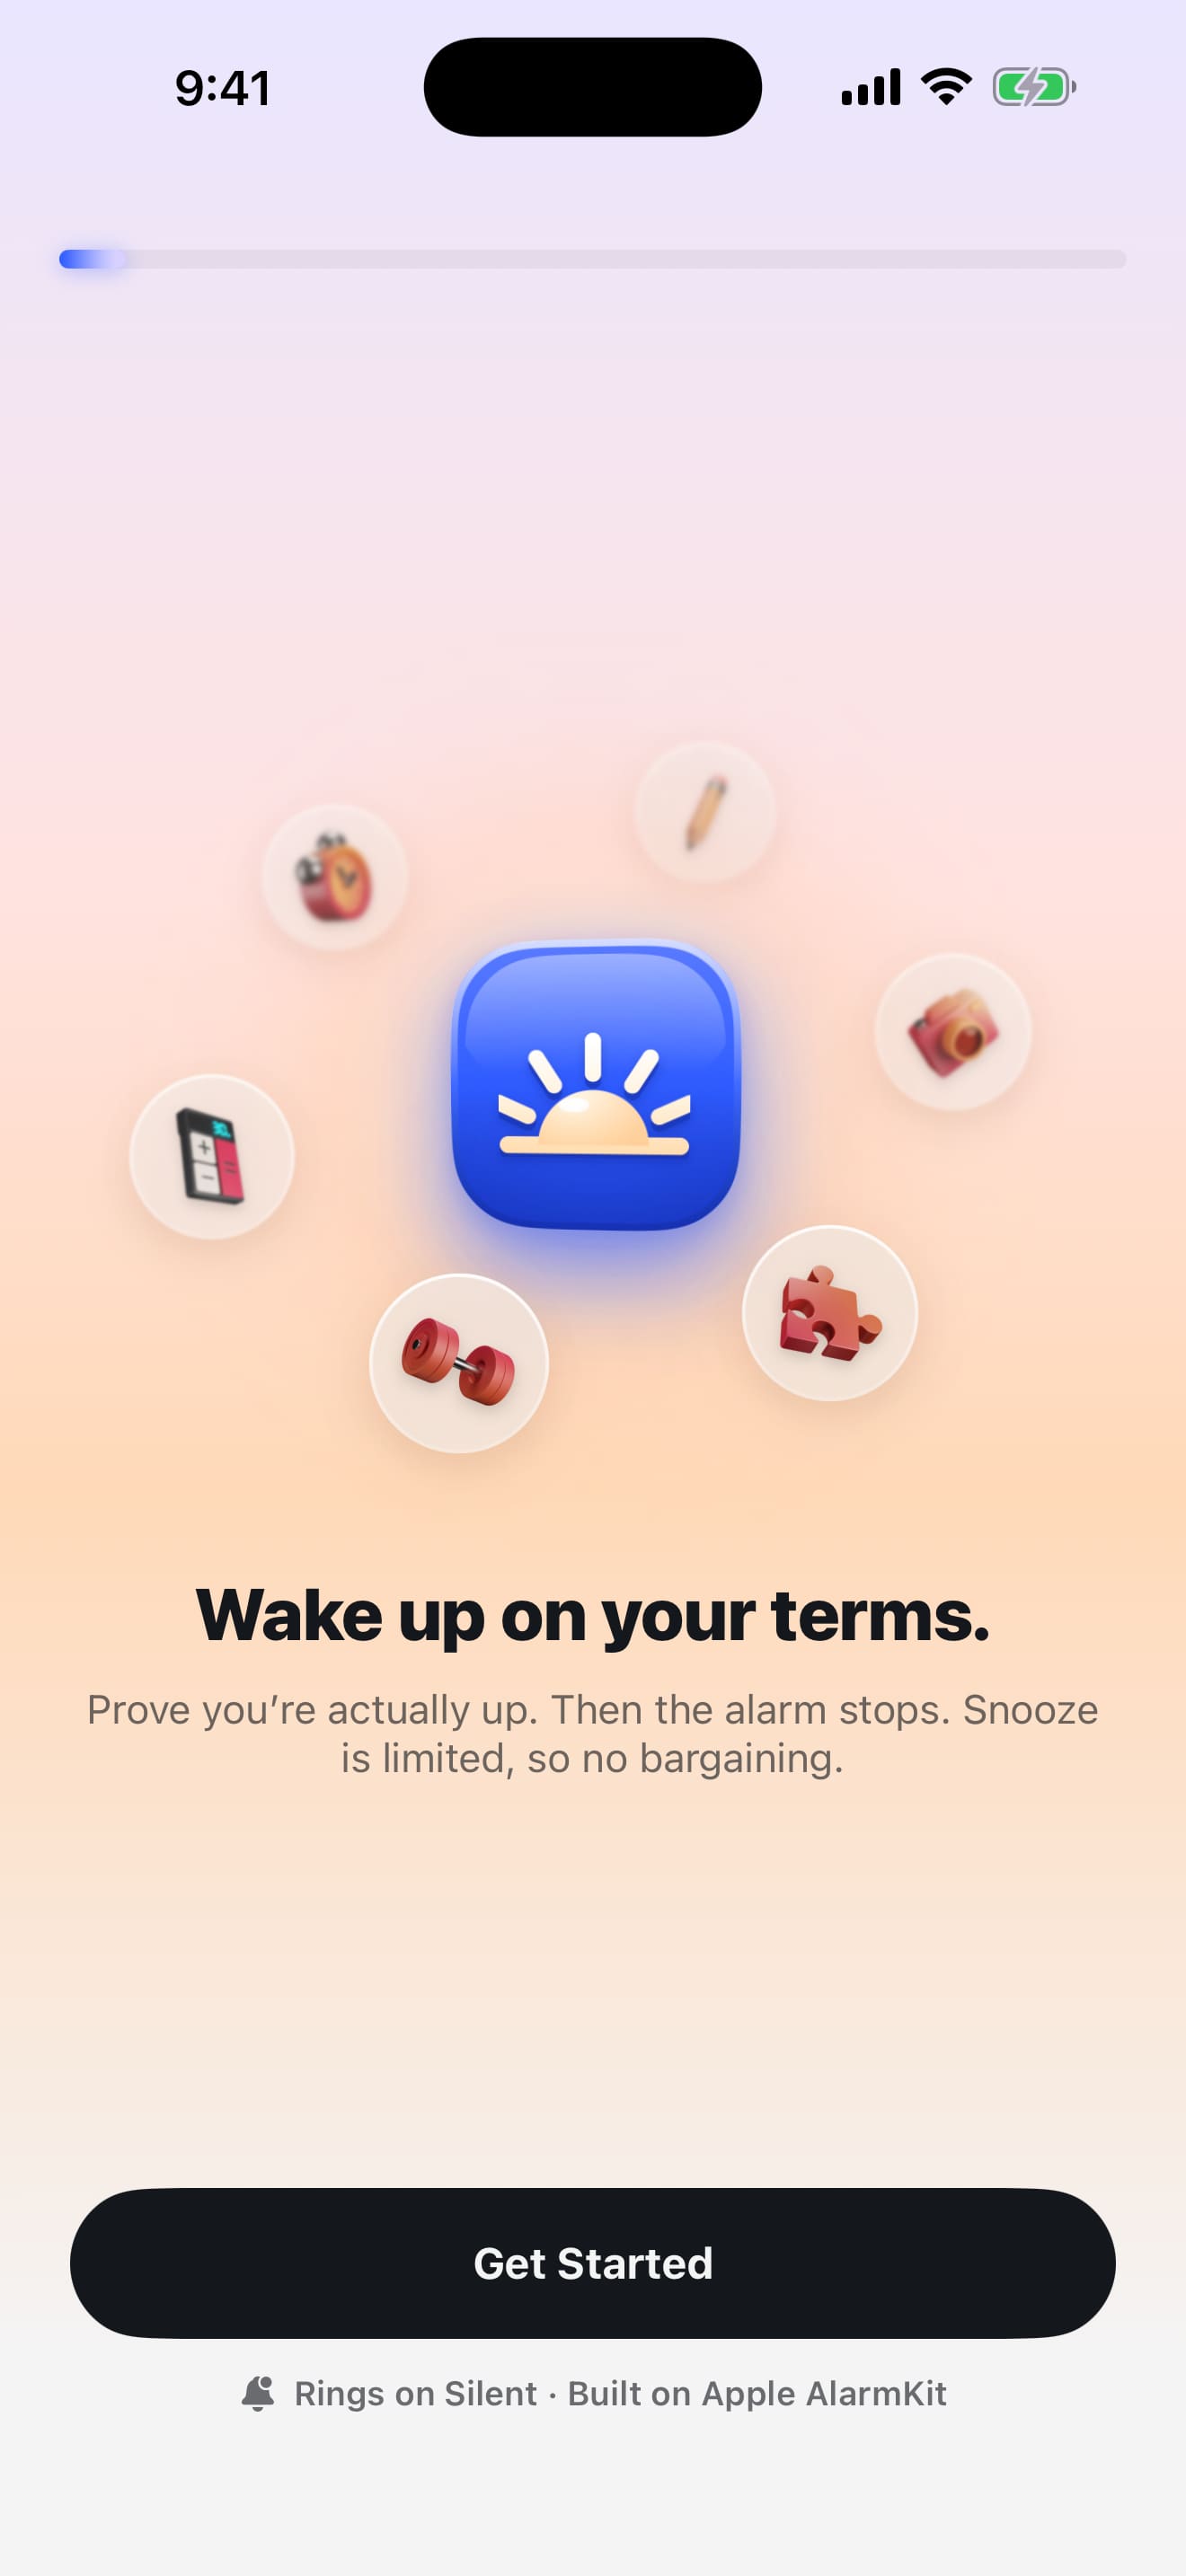 9:41
Wake up on your terms.
Prove you’re actually up. Then the alarm stops. Snooze
is limited, so no bargaining.
Get Started
Rings on Silent · Built on Apple AlarmKit